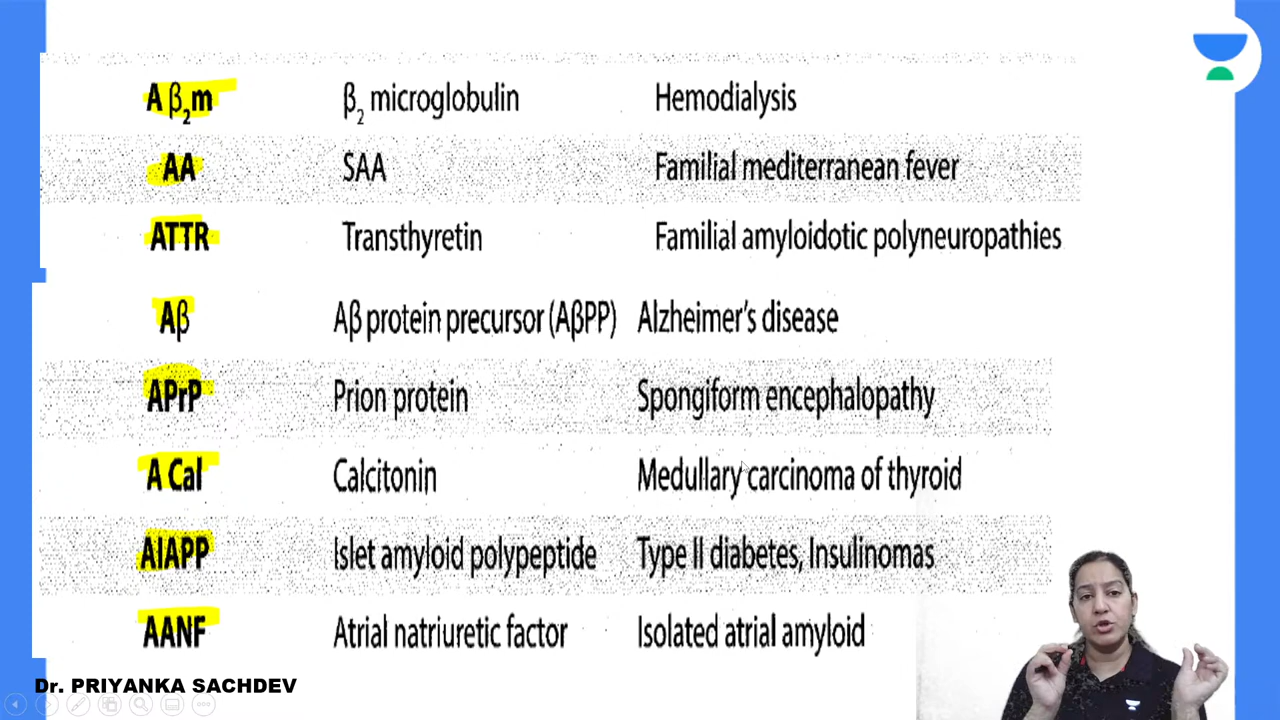 A β₂m β₂ microglobulin Hemodialysis
AA SAA Familial mediterranean fever
ATTR Transthyretin Familial amyloidotic polyneuropathies
Aβ Aβ protein precursor (AβPP) Alzheimer's disease
APrP Prion protein Spongiform encephalopathy
A Cal Calcitonin Medullary carcinoma of thyroid
AIAPP Islet amyloid polypeptide Type II diabetes, Insulinomas
AANF Atrial natriuretic factor Isolated atrial amyloid
Dr. PRIYANKA SACHDEV